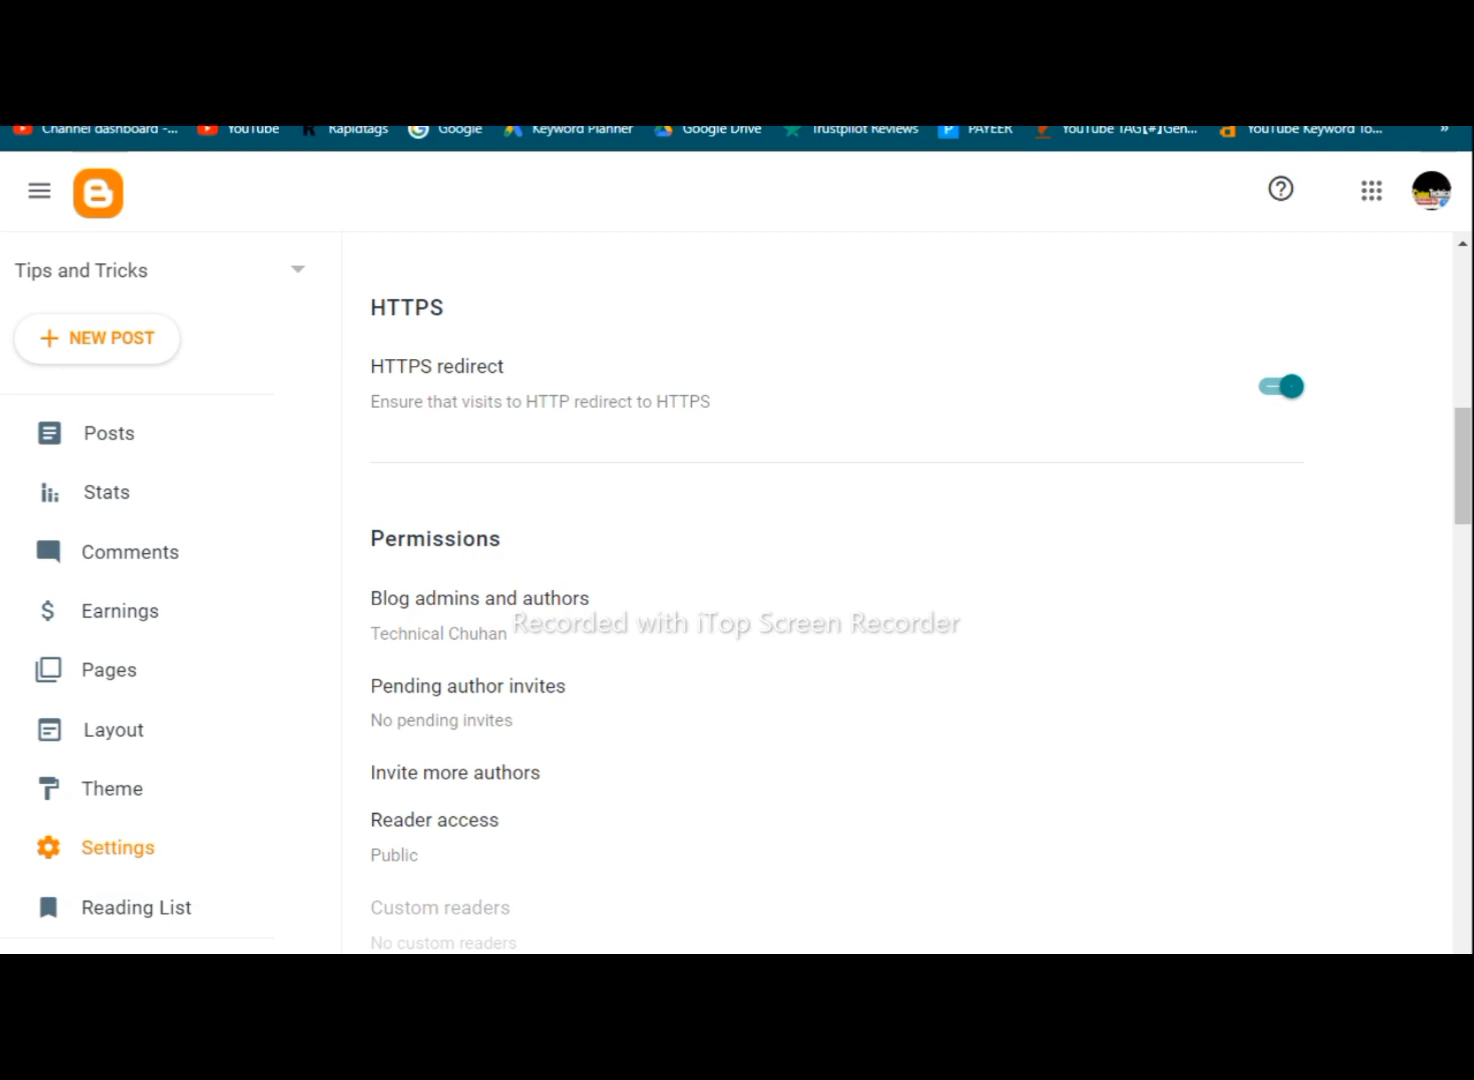 Channel dashboard -... YouTube Rapidtags Google Keyword Planner Google Drive Trustpilot Reviews PAYEER YouTube TAG[#]Gen... YouTube Keyword To... »
Tips and Tricks
+ NEW POST
Posts
Stats
Comments
Earnings
Pages
Layout
Theme
Settings
Reading List
HTTPS
HTTPS redirect
Ensure that visits to HTTP redirect to HTTPS
Permissions
Blog admins and authors
Technical Chuhan
Recorded with iTop Screen Recorder
Pending author invites
No pending invites
Invite more authors
Reader access
Public
Custom readers
No custom readers